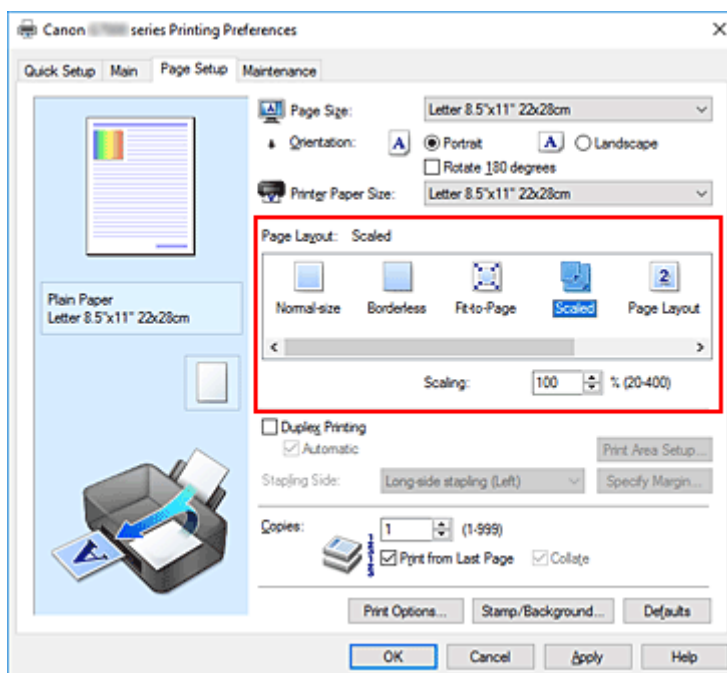 Canon series Printing Preferences
Quick Setup Main Page Setup Maintenance
Page Size: Letter 8.5"x11" 22x28cm
Orientation: A Portrait A Landscape
Rotate 180 degrees
Printer Paper Size: Letter 8.5"x11" 22x28cm
Page Layout: Scaled
Normal-size Borderless Fit-to-Page Scaled Page Layout
Scaling: 100 % (20-400)
Plain Paper
Letter 8.5"x11" 22x28cm
Duplex Printing
Automatic Print Area Setup...
Stapling Side: Long-side stapling (Left) Specify Margin...
Copies: 1 (1-999)
Print from Last Page Collate
Print Options... Stamp/Background... Defaults
OK Cancel Apply Help